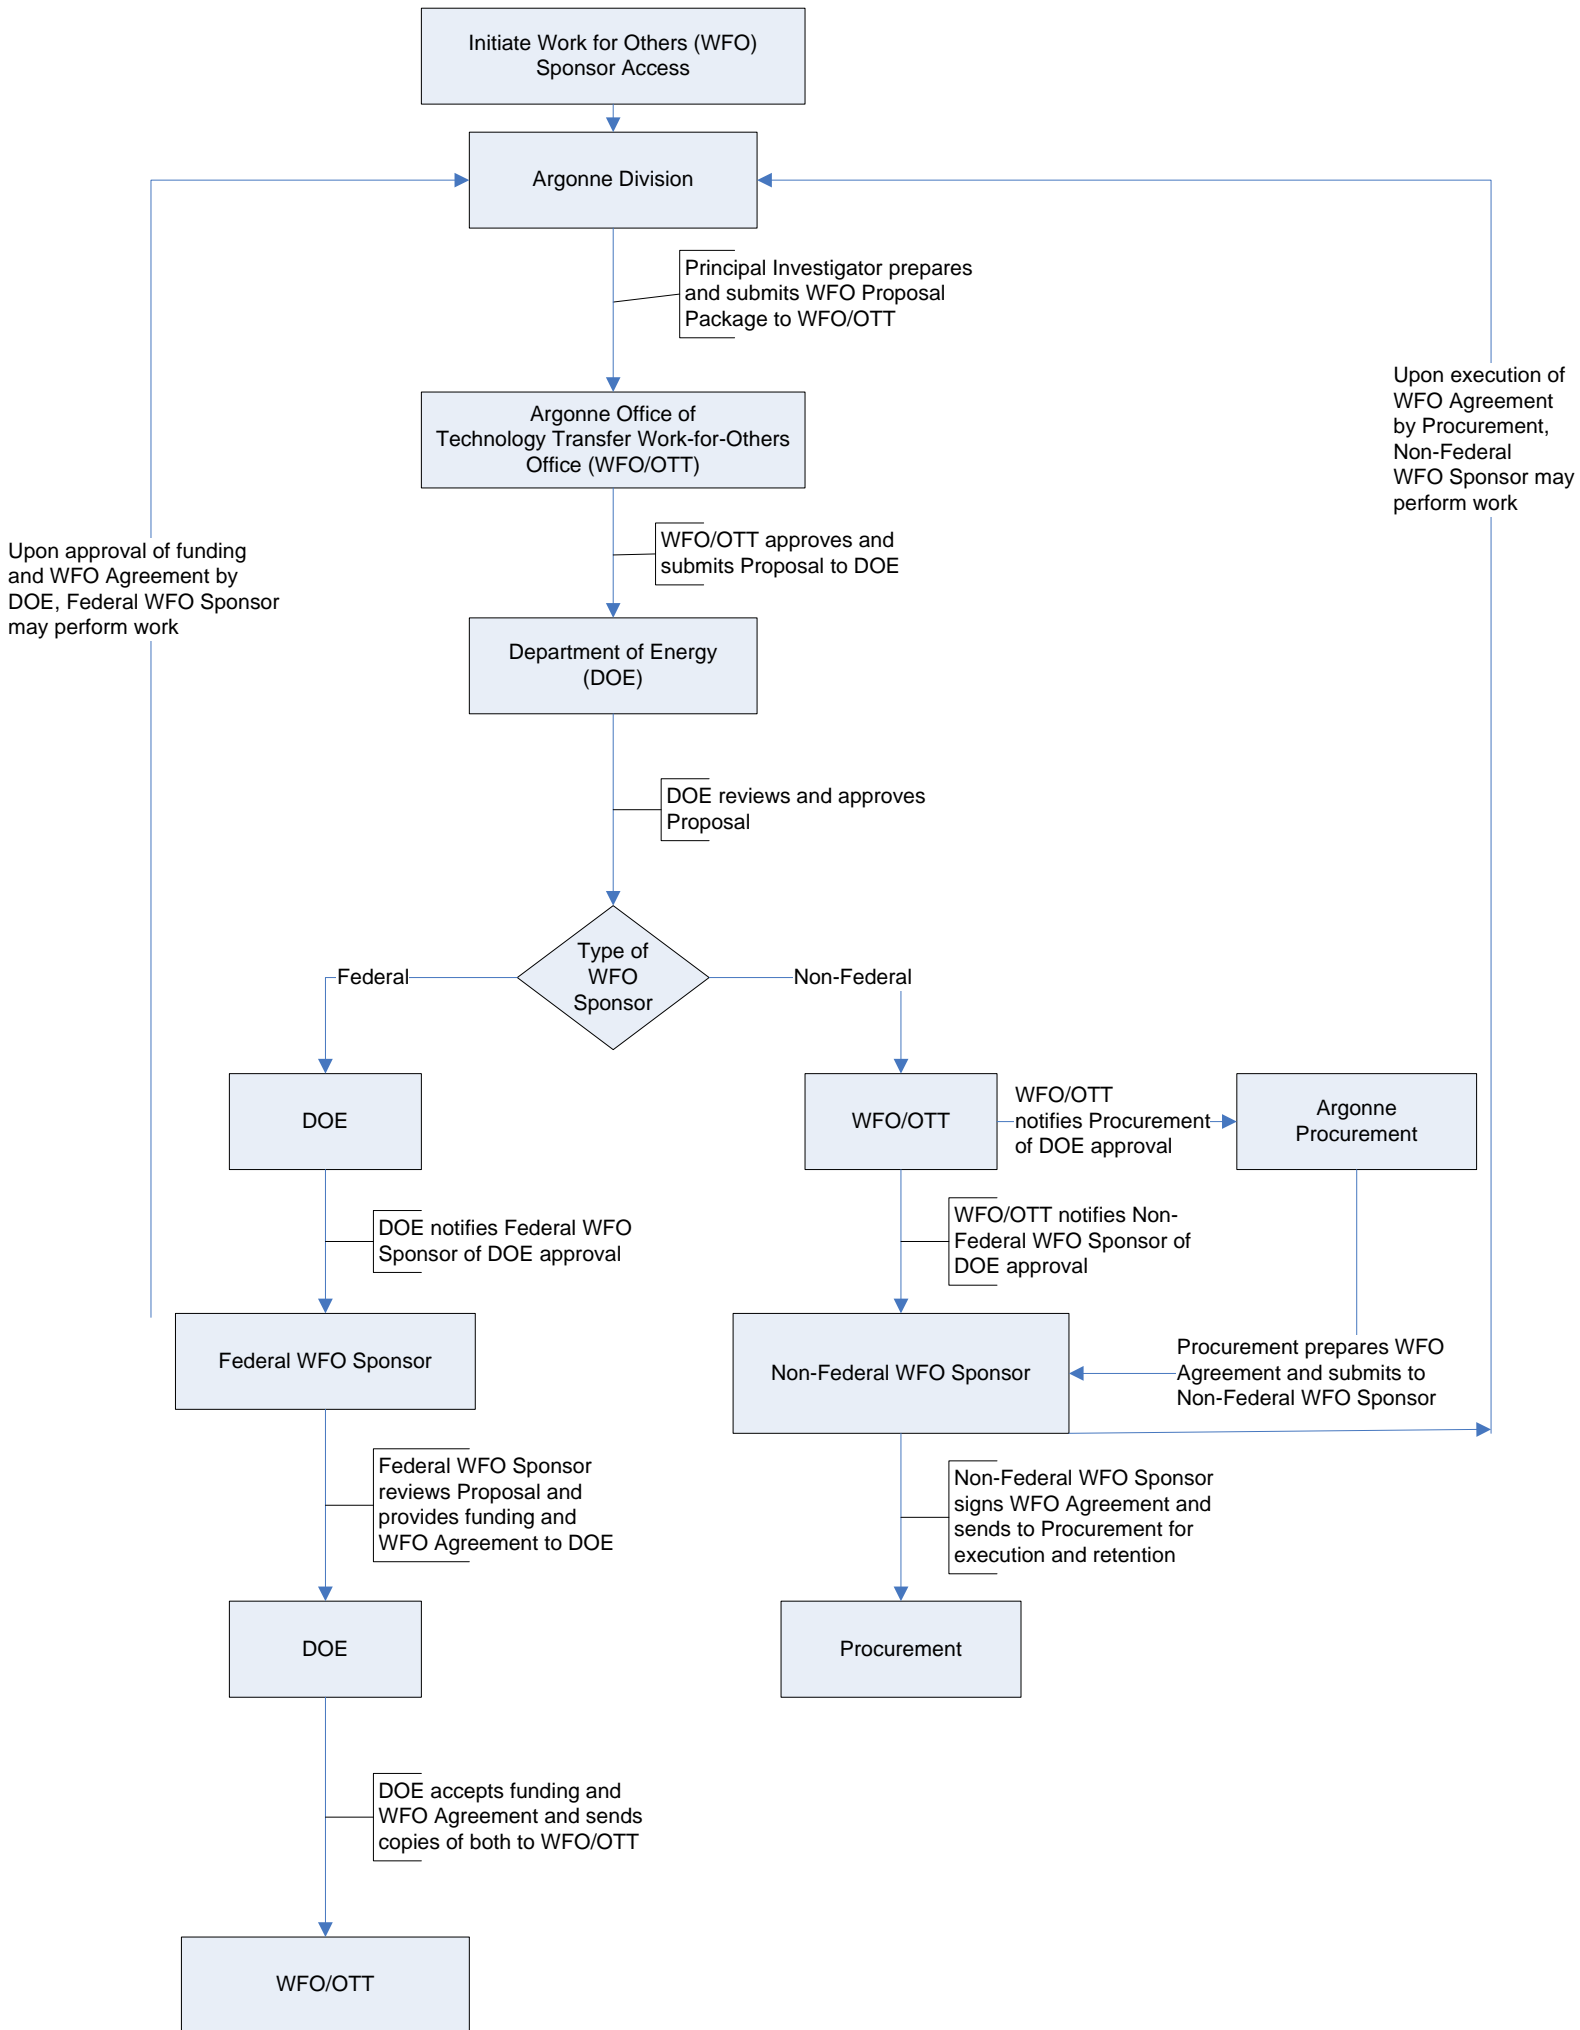 Initiate Work for Others (WFO)
Sponsor Access
Argonne Division
Principal Investigator prepares
and submits WFO Proposal
Package to WFO/OTT
Upon execution of
WFO Agreement
by Procurement,
Non-Federal
WFO Sponsor may
perform work
Argonne Office of
Technology Transfer Work-for-Others
Office (WFO/OTT)
WFO/OTT approves and
submits Proposal to DOE
Upon approval of funding
and WFO Agreement by
DOE, Federal WFO Sponsor
may perform work
Department of Energy
(DOE)
DOE reviews and approves
Proposal
Type of
WFO
Sponsor
Federal
Non-Federal
DOE
WFO/OTT
WFO/OTT
notifies Procurement
of DOE approval
Argonne
Procurement
DOE notifies Federal WFO
Sponsor of DOE approval
WFO/OTT notifies Non-
Federal WFO Sponsor of
DOE approval
Federal WFO Sponsor
Non-Federal WFO Sponsor
Procurement prepares WFO
Agreement and submits to
Non-Federal WFO Sponsor
Federal WFO Sponsor
reviews Proposal and
provides funding and
WFO Agreement to DOE
Non-Federal WFO Sponsor
signs WFO Agreement and
sends to Procurement for
execution and retention
DOE
Procurement
DOE accepts funding and
WFO Agreement and sends
copies of both to WFO/OTT
WFO/OTT